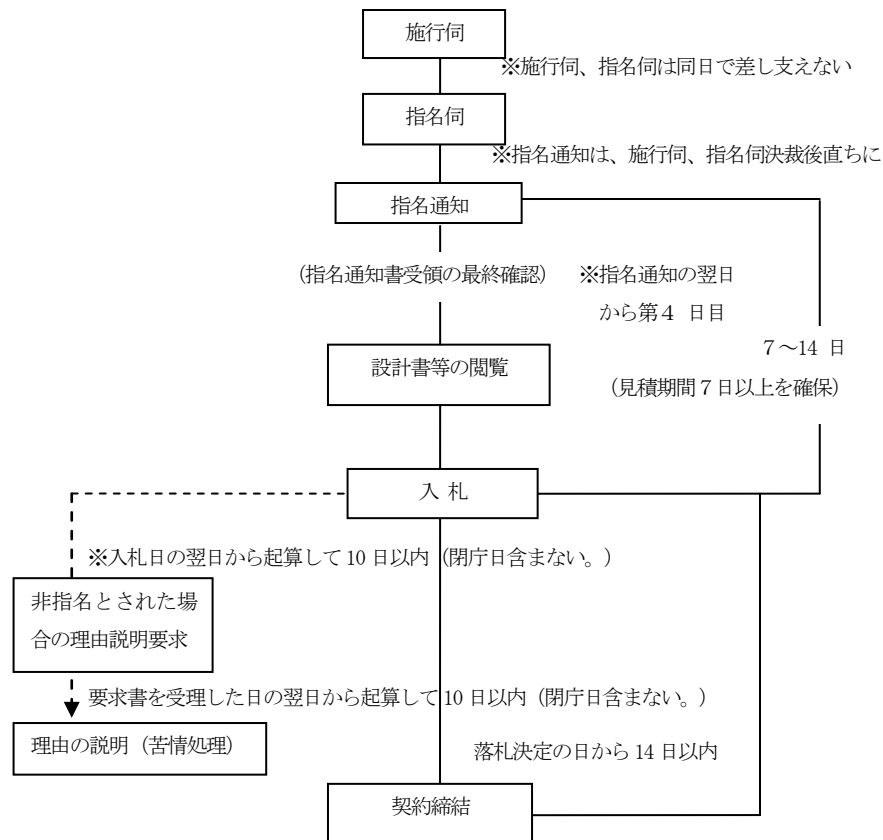 施行伺
※施行伺、指名伺は同日で差し支えない
指名伺
※指名通知は、施行伺、指名伺決裁後直ちに
指名通知
(指名通知書受領の最終確認)
※指名通知の翌日
から第４ 日目
７～14 日
(見積期間７日以上を確保)
設計書等の閲覧
入 札
※入札日の翌日から起算して 10 日以内（閉庁日含まない。）
非指名とされた場
合の理由説明要求
要求書を受理した日の翌日から起算して 10 日以内（閉庁日含まない。）
理由の説明（苦情処理）
落札決定の日から 14 日以内
契約締結